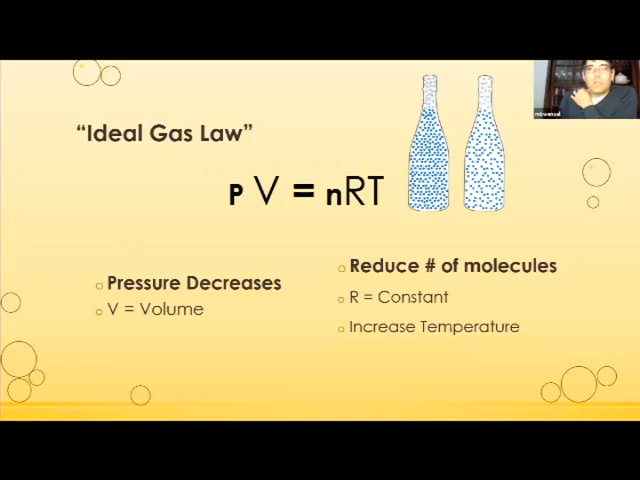 “Ideal Gas Law”
P V = nRT
Pressure Decreases
V = Volume
Reduce # of molecules
R = Constant
Increase Temperature